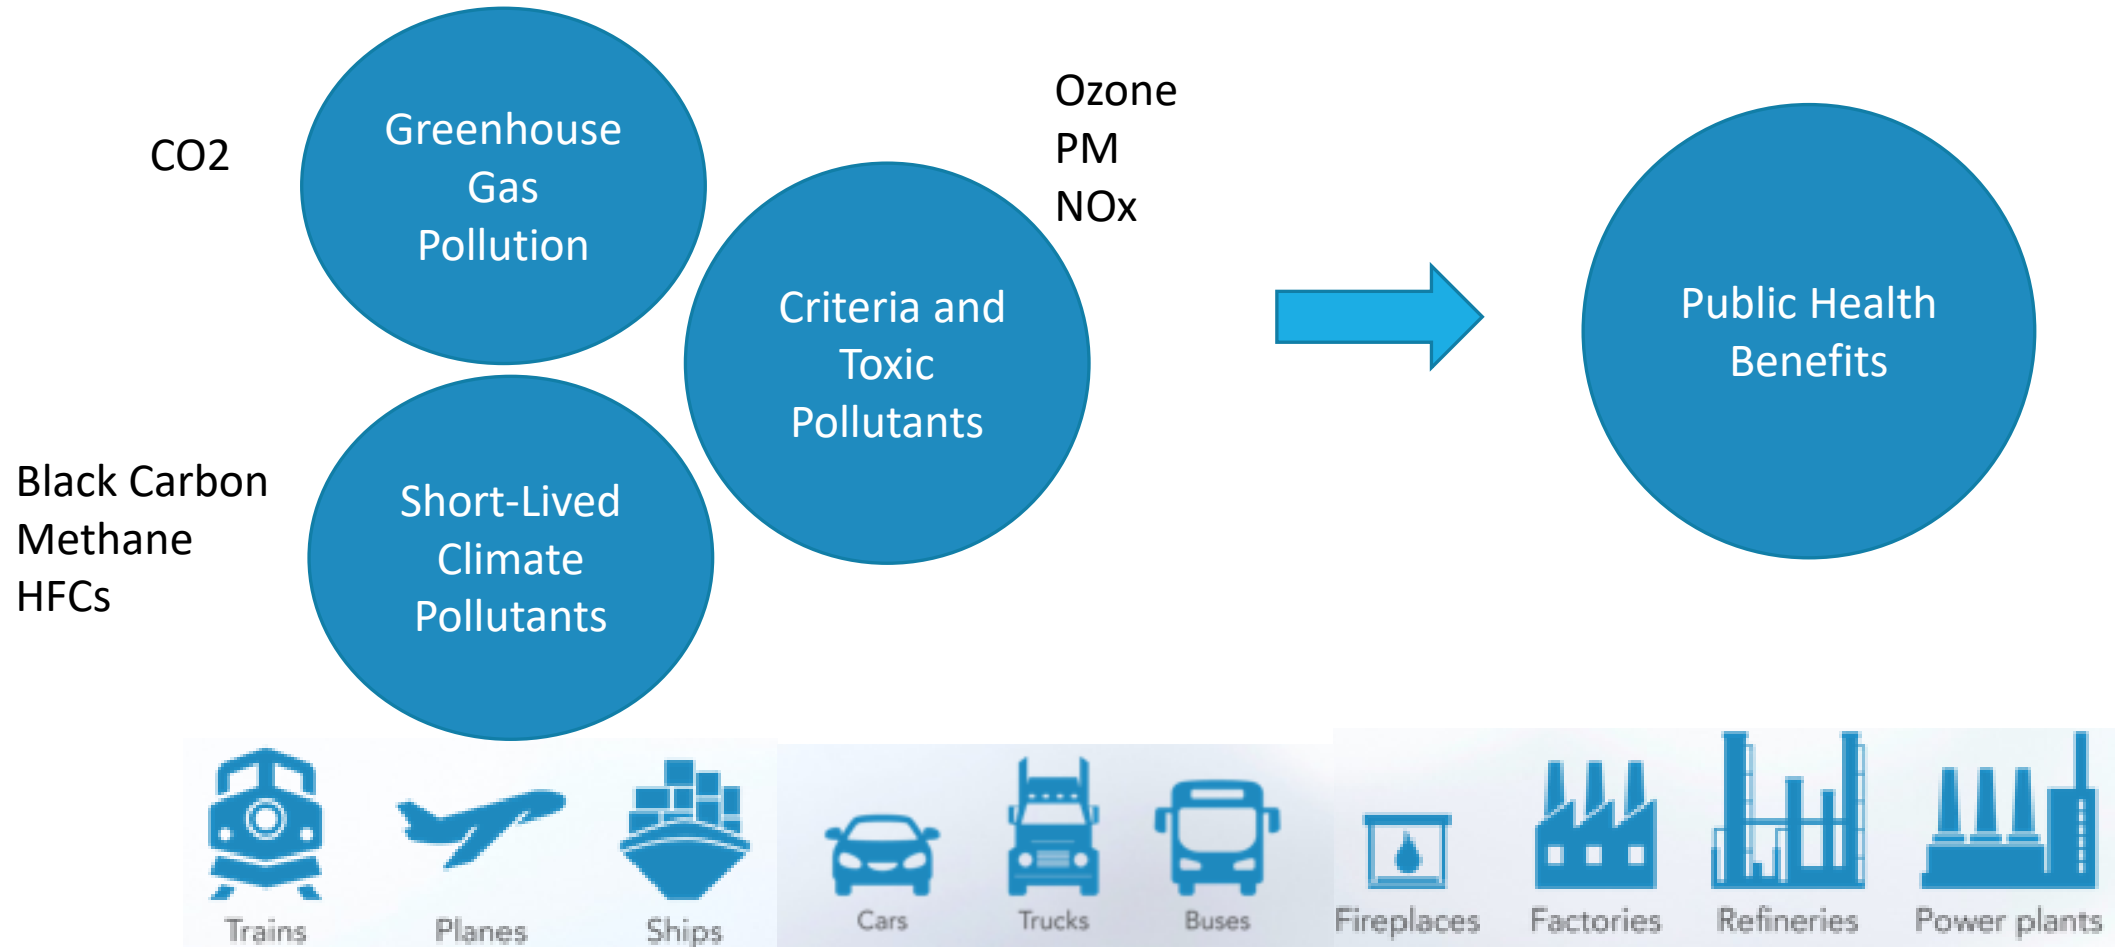 CO2
Greenhouse
Gas
Pollution
Ozone
PM
NOx
Criteria and
Toxic
Pollutants
Public Health
Benefits
Black Carbon
Methane
HFCs
Short-Lived
Climate
Pollutants
Trains
Planes
Ships
Cars
Trucks
Buses
Fireplaces
Factories
Refineries
Power plants